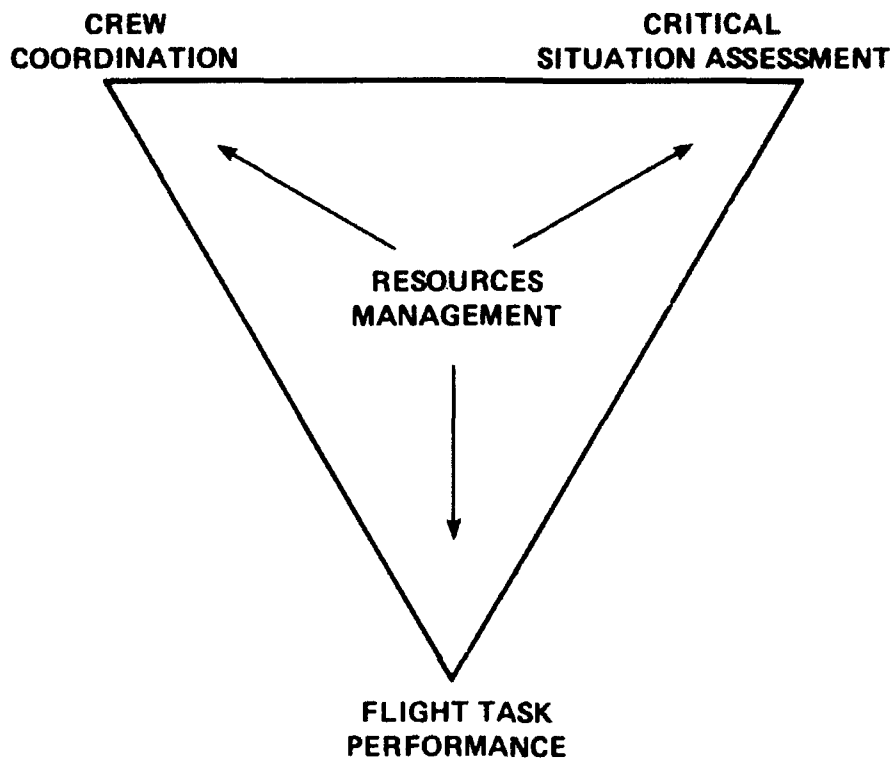 CREW
COORDINATION
CRITICAL
SITUATION ASSESSMENT
RESOURCES
MANAGEMENT
FLIGHT TASK
PERFORMANCE